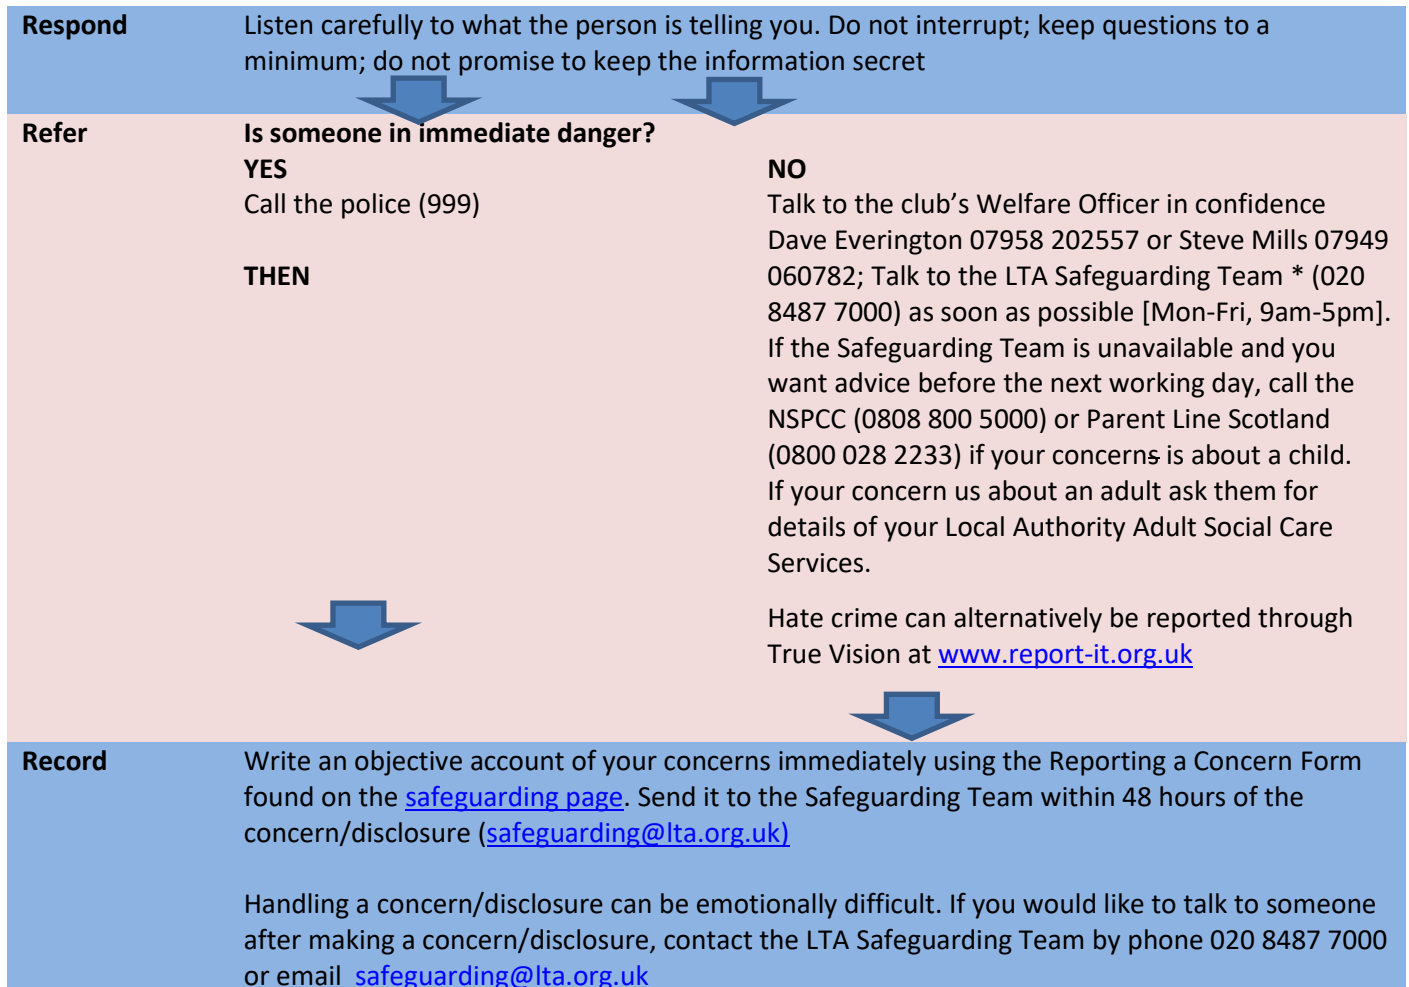 Respond
Listen carefully to what the person is telling you. Do not interrupt; keep questions to a
minimum; do not promise to keep the information secret
Refer
Is someone in immediate danger?
YES
Call the police (999)
THEN
NO
Talk to the club’s Welfare Officer in confidence
Dave Everington 07958 202557 or Steve Mills 07949
060782; Talk to the LTA Safeguarding Team * (020
8487 7000) as soon as possible [Mon-Fri, 9am-5pm].
If the Safeguarding Team is unavailable and you
want advice before the next working day, call the
NSPCC (0808 800 5000) or Parent Line Scotland
(0800 028 2233) if your concerns is about a child.
If your concern us about an adult ask them for
details of your Local Authority Adult Social Care
Services.
Hate crime can alternatively be reported through
True Vision at www.report-it.org.uk
Record
Write an objective account of your concerns immediately using the Reporting a Concern Form
found on the safeguarding page. Send it to the Safeguarding Team within 48 hours of the
concern/disclosure (safeguarding@lta.org.uk)
Handling a concern/disclosure can be emotionally difficult. If you would like to talk to someone
after making a concern/disclosure, contact the LTA Safeguarding Team by phone 020 8487 7000
or email safeguarding@lta.org.uk